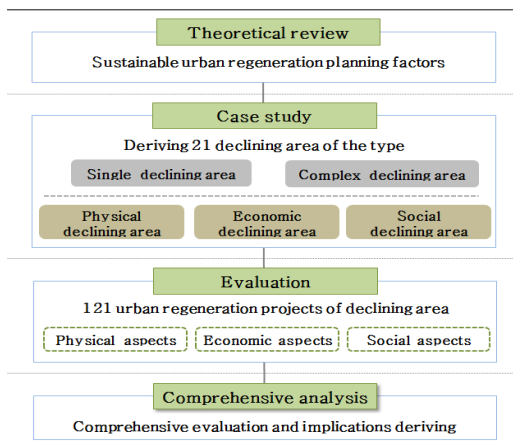 Theoretical review
Sustainable urban regeneration planning factors
Case study
Deriving 21 declining area of the type
Single declining area
Complex declining area
Physical declining area
Economic declining area
Social declining area
Evaluation
121 urban regeneration projects of declining area
Physical aspects
Economic aspects
Social aspects
Comprehensive analysis
Comprehensive evaluation and implications deriving